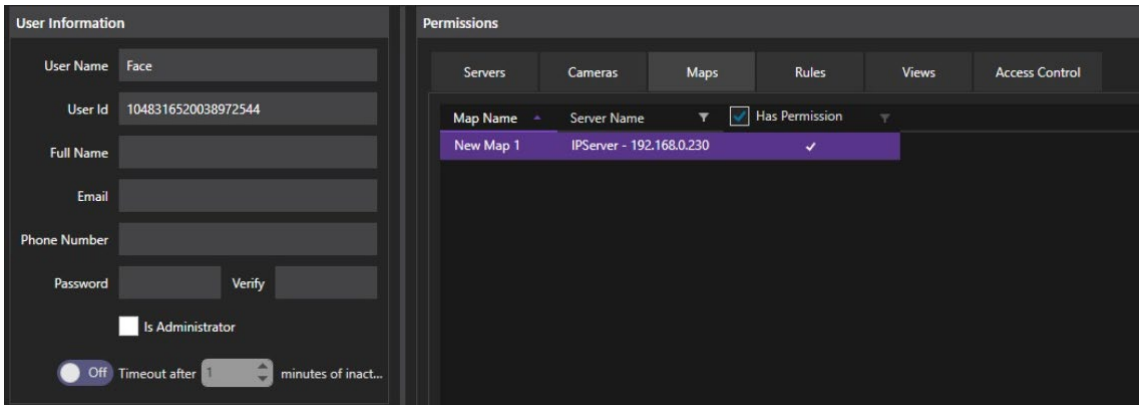 User Information
User Name Face
User Id 1048316520038972544
Full Name
Email
Phone Number
Password Verify
Is Administrator
Off Timeout after 1 minutes of inact...
Permissions
Servers Cameras Maps Rules Views Access Control
Map Name Server Name Has Permission
New Map 1 IPServer - 192.168.0.230